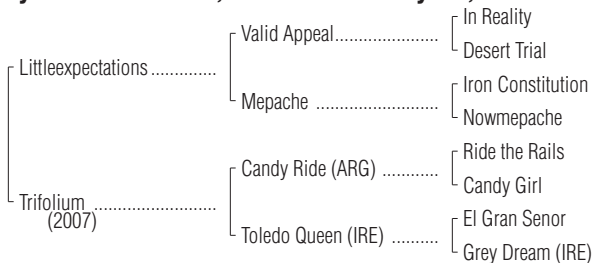 In Reality
Valid Appeal
Desert Trial
Littleexpectations
Iron Constitution
Mepache
Nowmepache
Ride the Rails
Candy Ride (ARG)
Candy Girl
Trifolium
(2007)
El Gran Senor
Toledo Queen (IRE)
Grey Dream (IRE)